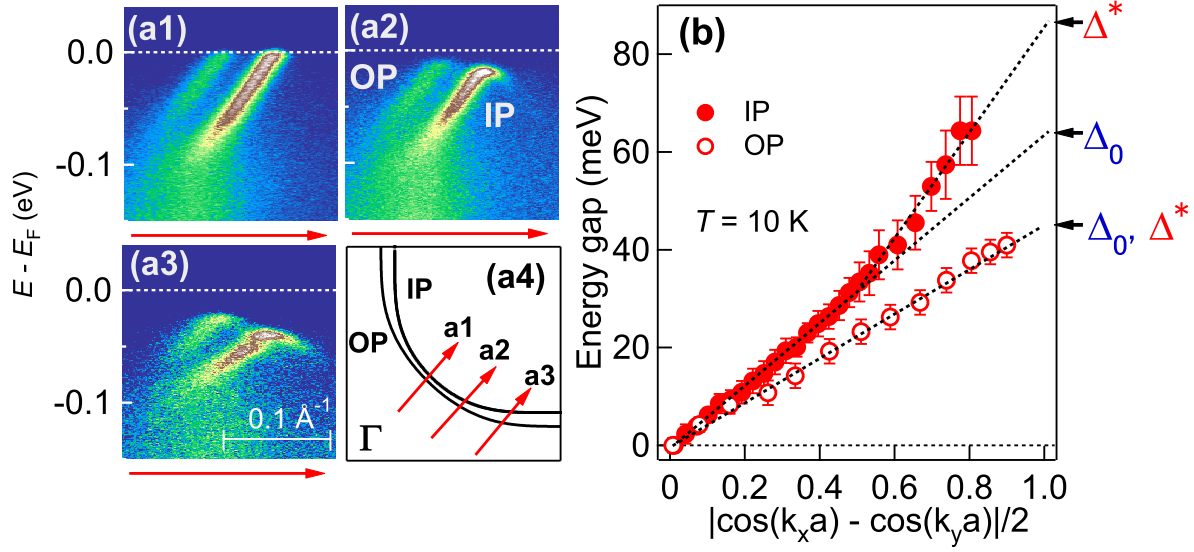 (a1)
(a2)
OP
IP
0.0
-0.1
E - E_F (eV)
(a3)
0.0
-0.1
0.1 Å⁻¹
(a4)
IP
OP
a1
a2
a3
Γ
(b)
IP
OP
T = 10 K
Energy gap (meV)
80
60
40
20
0
0
0.2
0.4
0.6
0.8
1.0
|cos(kₓa) - cos(k_ya)|/2
Δ*
Δ₀
Δ₀, Δ*